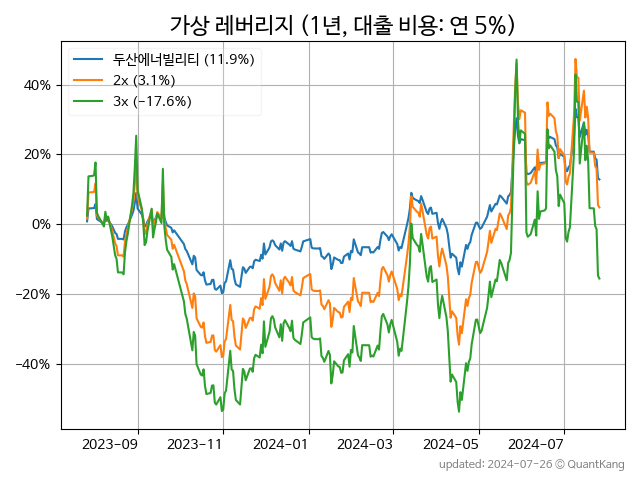 가상 레버리지 (1년, 대출 비용: 연 5%)
두산에너빌리티 (11.9%)
2x (3.1%)
3x (−17.6%)
40%
20%
0%
−20%
−40%
2023−09
2023−11
2024−01
2024−03
2024−05
2024−07
updated: 2024-07-26 © QuantKang